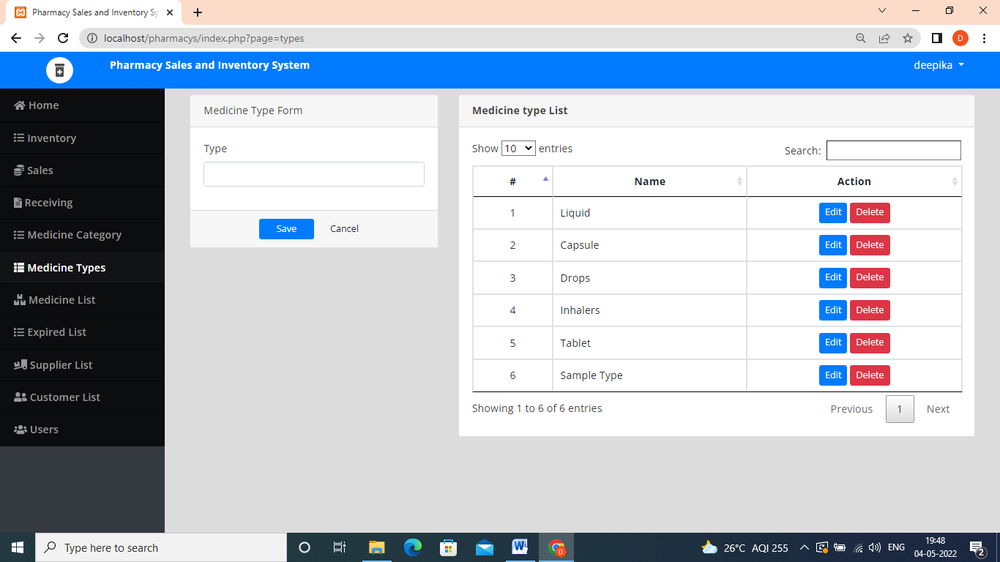 Pharmacy Sales and Inventory Sy
localhost/pharmacys/index.php?page=types
D
Pharmacy Sales and Inventory System
deepika
Home
Inventory
Sales
Receiving
Medicine Category
Medicine Types
Medicine List
Expired List
Supplier List
Customer List
Users
Medicine Type Form
Type
Save Cancel
Medicine type List
Show 10 entries
Search:
# Name Action
1 Liquid Edit Delete
2 Capsule Edit Delete
3 Drops Edit Delete
4 Inhalers Edit Delete
5 Tablet Edit Delete
6 Sample Type Edit Delete
Showing 1 to 6 of 6 entries
Previous 1 Next
Type here to search
W
D
26°C AQI 255
ENG
19:48
04-05-2022
2